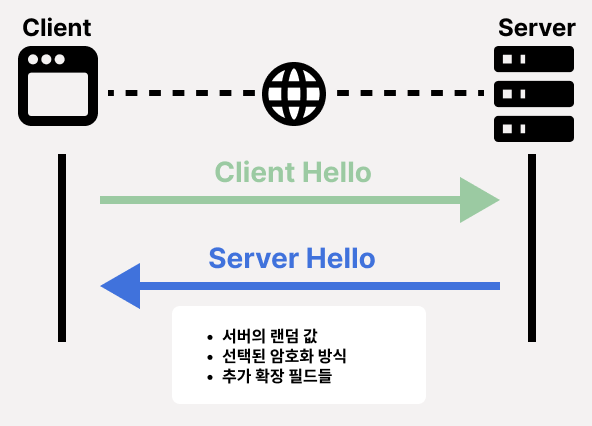 Client
Server
Client Hello
Server Hello
• 서버의 랜덤 값
• 선택된 암호화 방식
• 추가 확장 필드들